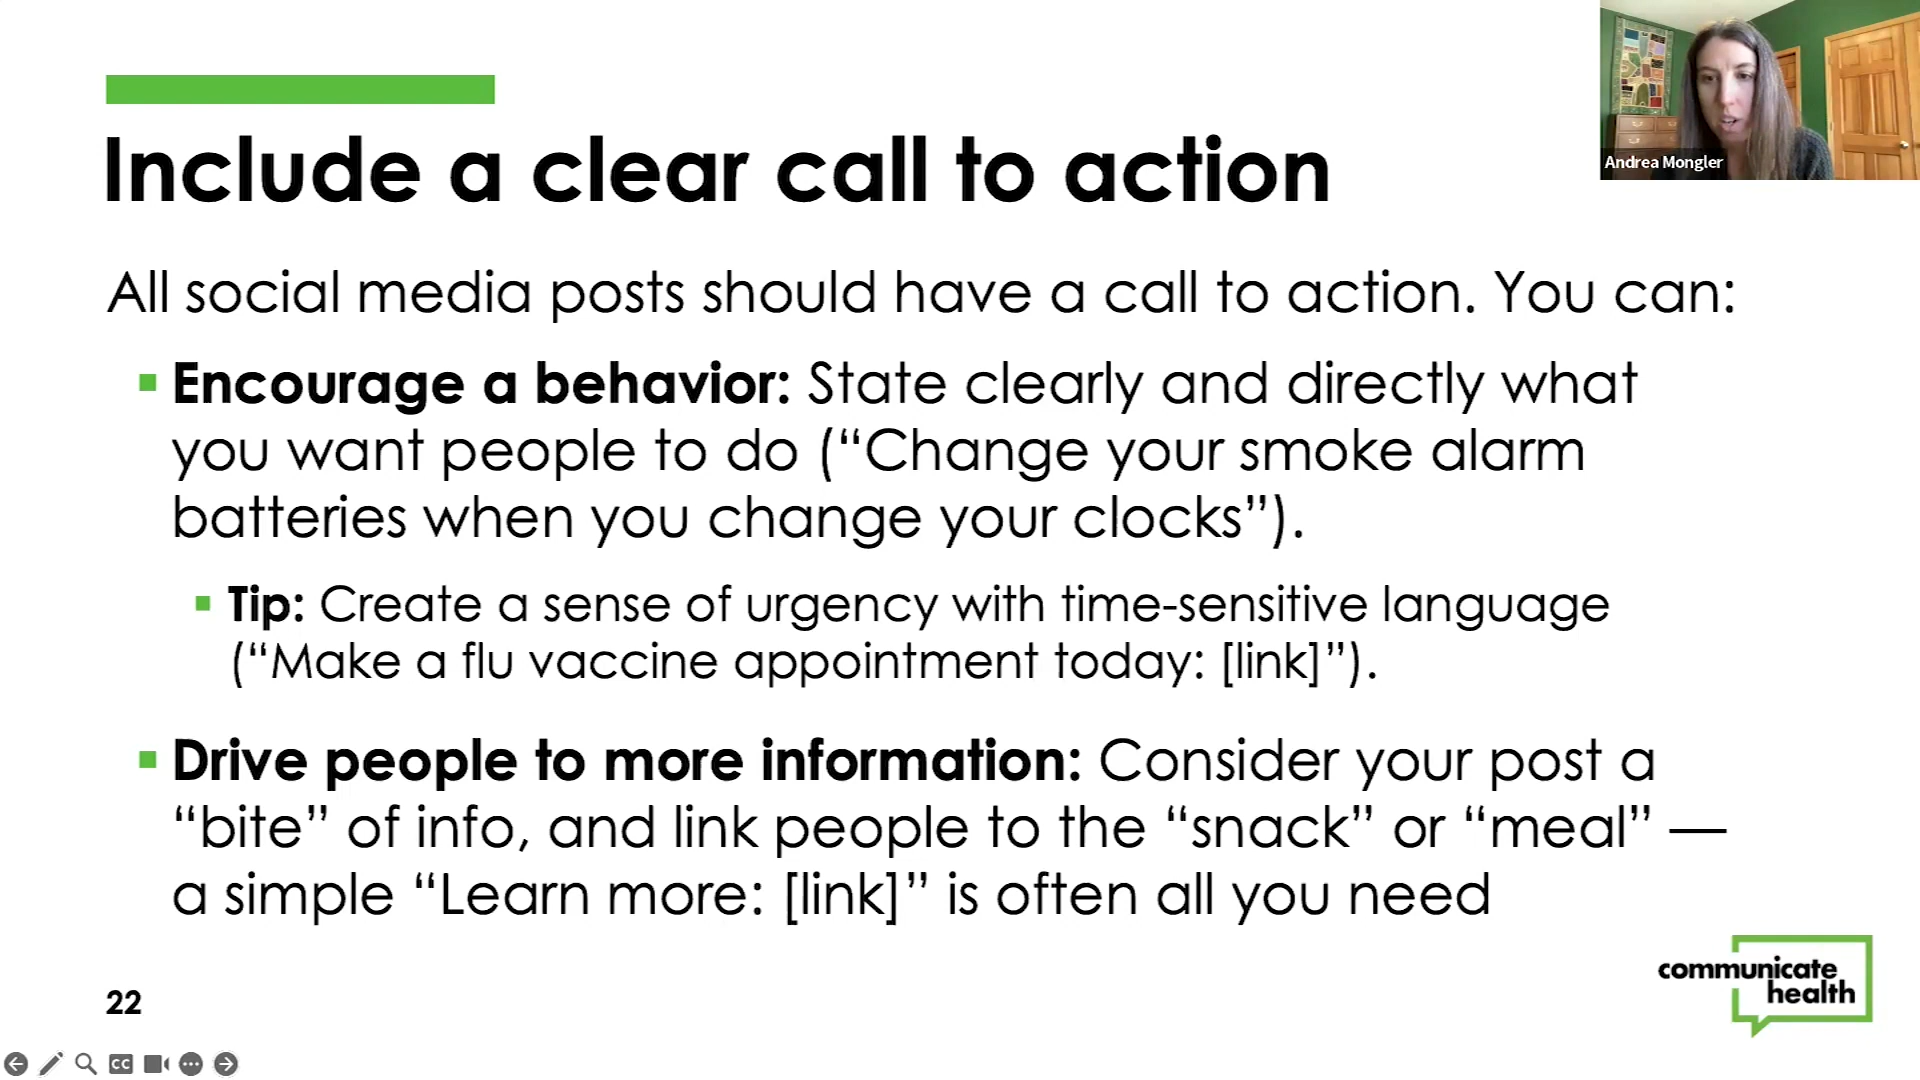 Include a clear call to action
Andrea Mongler
All social media posts should have a call to action. You can:
Encourage a behavior: State clearly and directly what
you want people to do (“Change your smoke alarm
batteries when you change your clocks”).
Tip: Create a sense of urgency with time-sensitive language
(“Make a flu vaccine appointment today: [link]”).
Drive people to more information: Consider your post a
“bite” of info, and link people to the “snack” or “meal” —
a simple “Learn more: [link]” is often all you need
communicate
health
22
CC